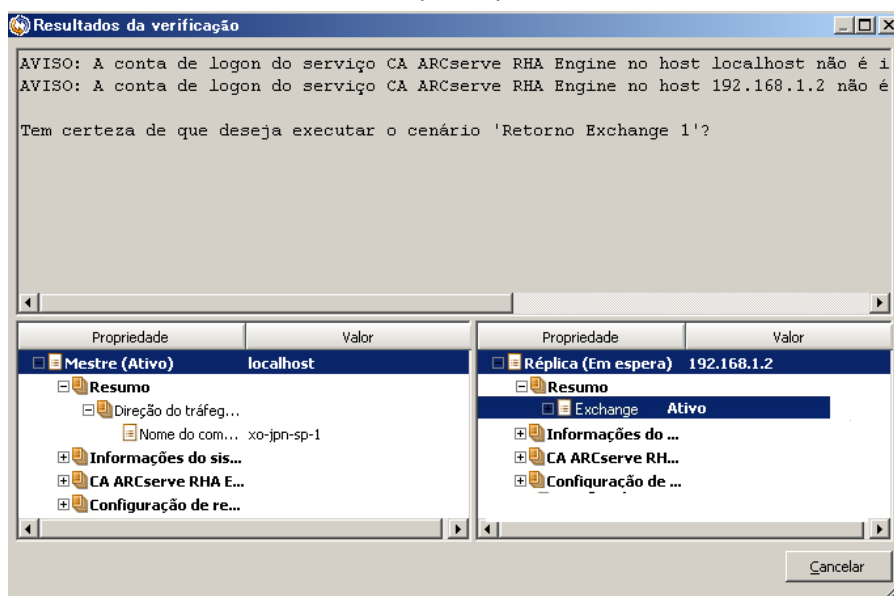 Resultados da verificação
AVISO: A conta de logon do serviço CA ARCserve RHA Engine no host localhost não é i
AVISO: A conta de logon do serviço CA ARCserve RHA Engine no host 192.168.1.2 não é
Tem certeza de que deseja executar o cenário 'Retorno Exchange 1'?
Propriedade Valor
Mestre (Ativo) localhost
Resumo
Direção do tráfeg...
Nome do com... xo-jpn-sp-1
Informações do sis...
CA ARCserve RHA E...
Configuração de re...
Propriedade Valor
Réplica (Em espera) 192.168.1.2
Resumo
Exchange Ativo
Informações do ...
CA ARCserve RH...
Configuração de ...
Cancelar